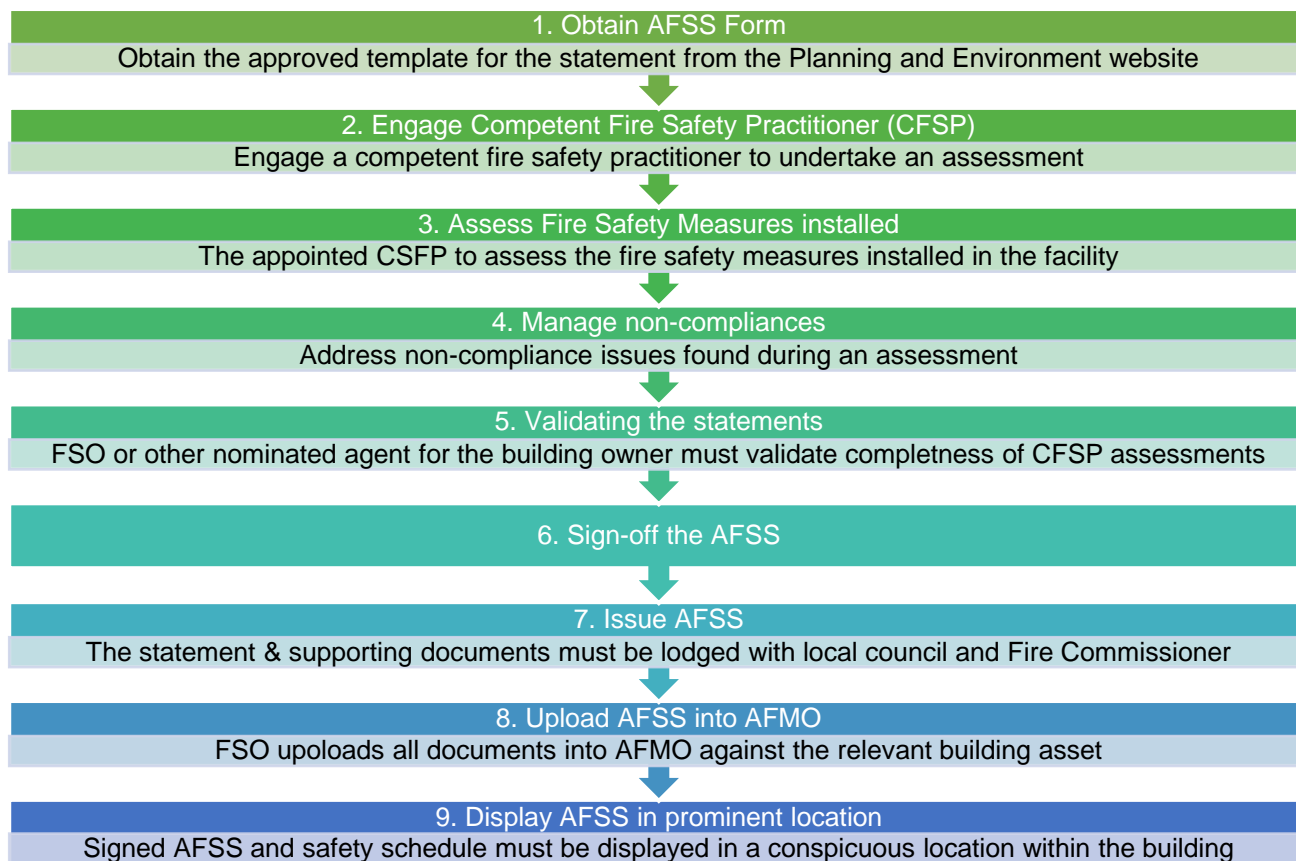 1. Obtain AFSS Form
Obtain the approved template for the statement from the Planning and Environment website
2. Engage Competent Fire Safety Practitioner (CFSP)
Engage a competent fire safety practitioner to undertake an assessment
3. Assess Fire Safety Measures installed
The appointed CSFP to assess the fire safety measures installed in the facility
4. Manage non-compliances
Address non-compliance issues found during an assessment
5. Validating the statements
FSO or other nominated agent for the building owner must validate completness of CFSP assessments
6. Sign-off the AFSS
7. Issue AFSS
The statement & supporting documents must be lodged with local council and Fire Commissioner
8. Upload AFSS into AFMO
FSO upoloads all documents into AFMO against the relevant building asset
9. Display AFSS in prominent location
Signed AFSS and safety schedule must be displayed in a conspicuous location within the building